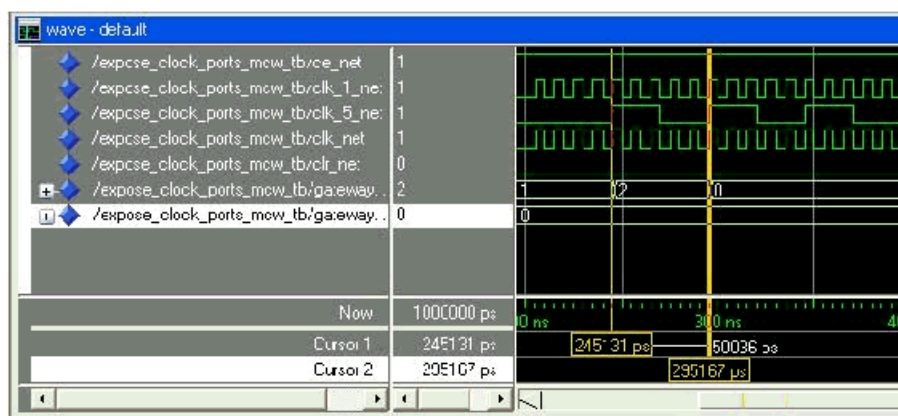 wave - default
/expose_clock_ports_mcw_tb/ce_net 1
/expose_clock_ports_mcw_tb/clk_1_ne: 1
/expose_clock_ports_mcw_tb/clk_5_ne: 1
/expose_clock_ports_mcw_tb/clk_net 1
/expose_clock_ports_mcw_tb/clr_ne: 0
/expose_clock_ports_mcw_tb/gateway... 2 1 2 0
/expose_clock_ports_mcw_tb/gateway... 0 0
Now 1000000 ps 00 ns 300 ns 4
Cursor 1 245131 ps 245131 ps 50036 ps
Cursor 2 295167 ps 295167 ps